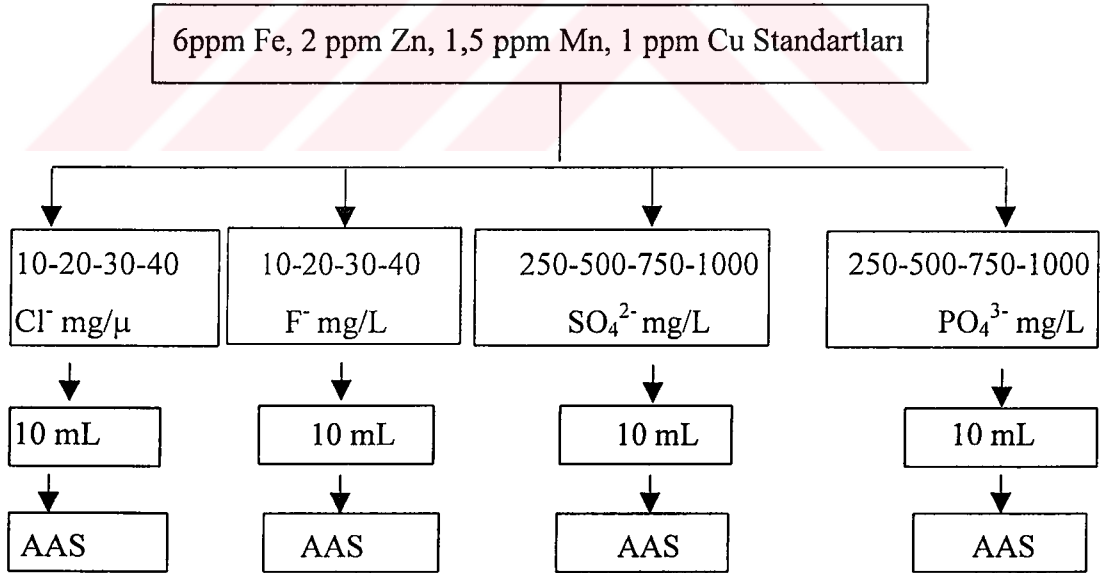 6ppm Fe, 2 ppm Zn, 1,5 ppm Mn, 1 ppm Cu Standartları
10-20-30-40
Cl⁻ mg/μ
10-20-30-40
F⁻ mg/L
250-500-750-1000
SO₄²⁻ mg/L
250-500-750-1000
PO₄³⁻ mg/L
10 mL
10 mL
10 mL
10 mL
AAS
AAS
AAS
AAS